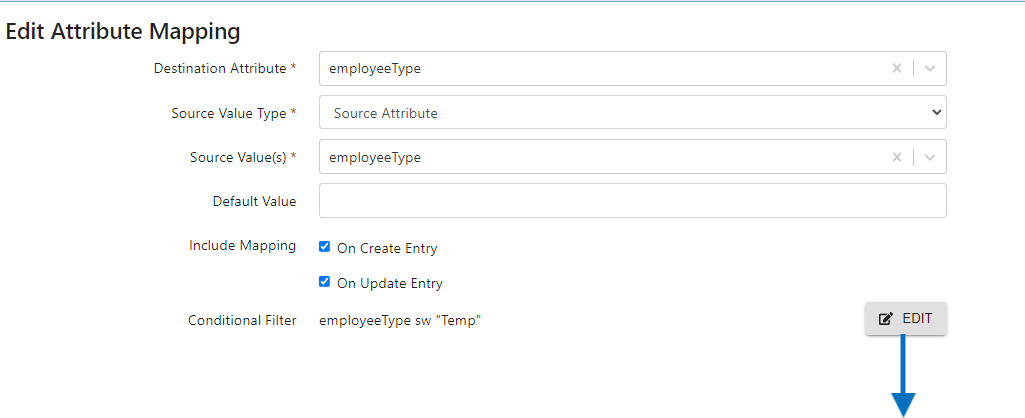 Edit Attribute Mapping
Destination Attribute * employeeType
Source Value Type * Source Attribute
Source Value(s) * employeeType
Default Value
Include Mapping On Create Entry
On Update Entry
Conditional Filter employeeType sw "Temp" EDIT